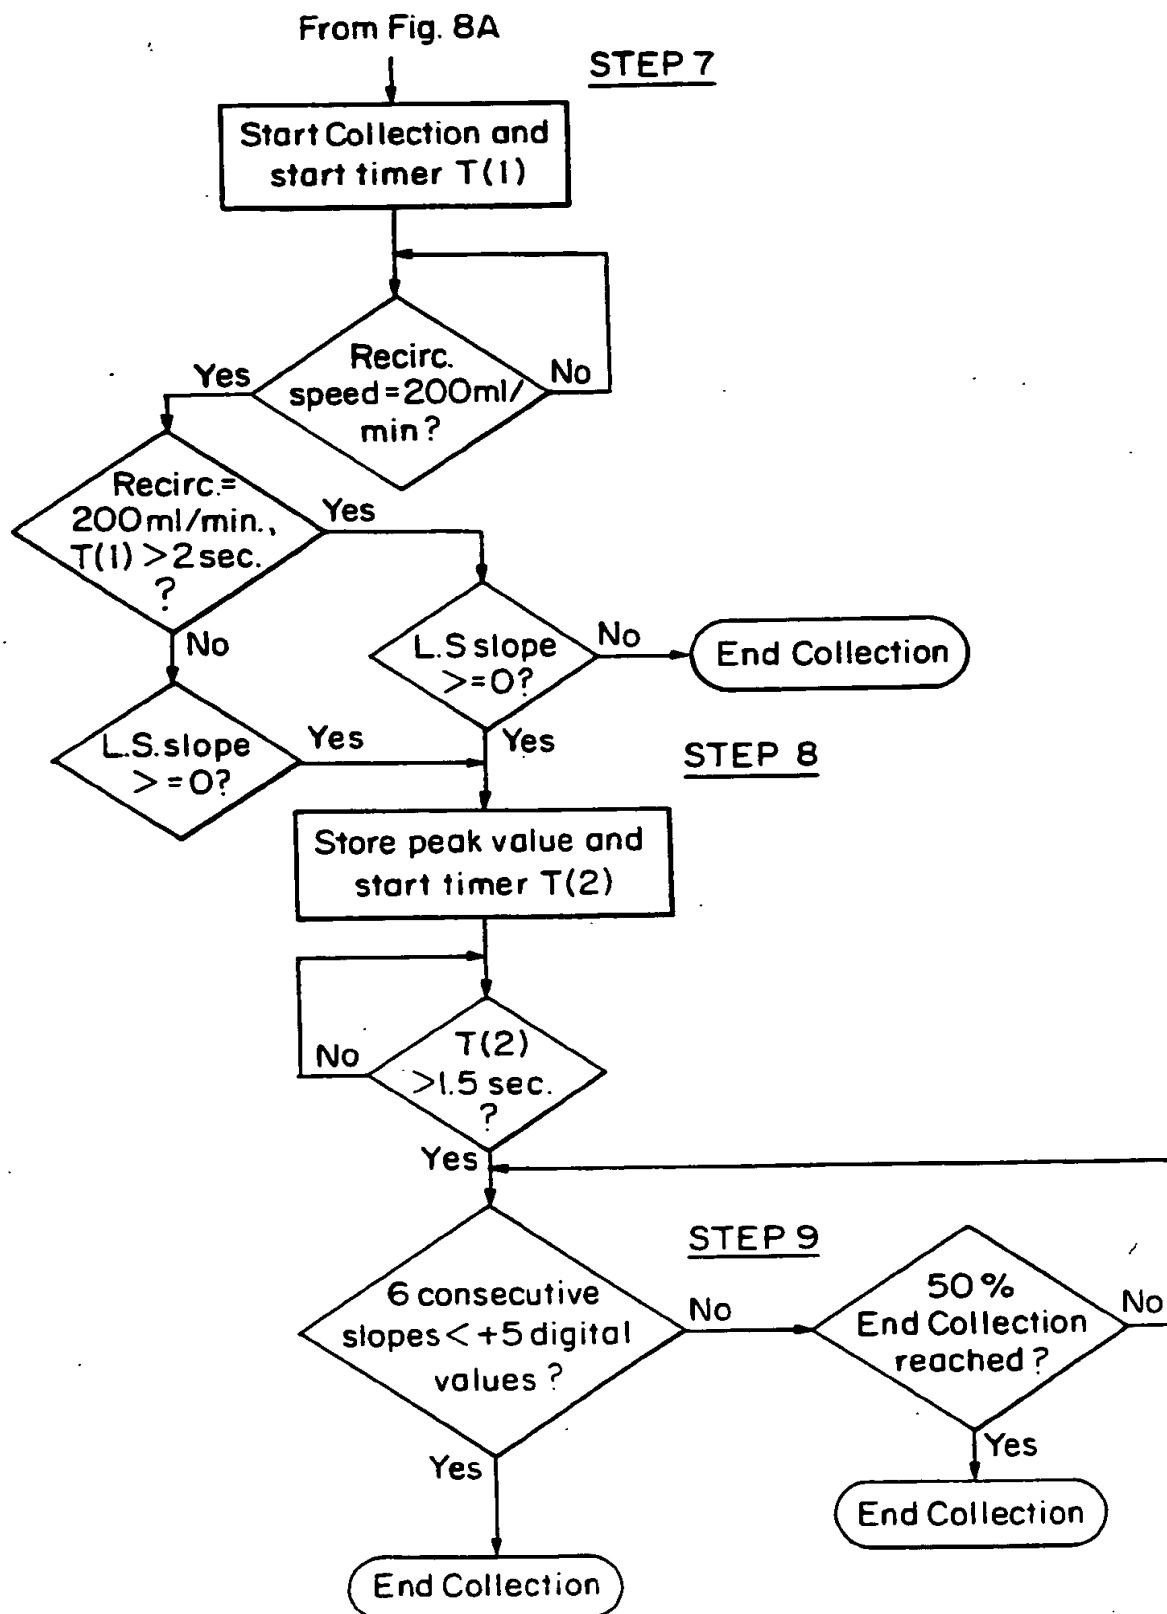 From Fig. 8A
STEP 7
Start Collection and
start timer T(1)
Recirc.
speed=200ml/
min?
Yes
No
Recirc.=
200ml/min.,
T(1) >2 sec.
?
Yes
No
L.S slope
>=0?
No
End Collection
Yes
L.S. slope
>=0?
Yes
STEP 8
Store peak value and
start timer T(2)
T(2)
>1.5 sec.
?
No
Yes
STEP 9
6 consecutive
slopes< +5 digital
values ?
No
Yes
50%
End Collection
reached?
No
Yes
End Collection
End Collection